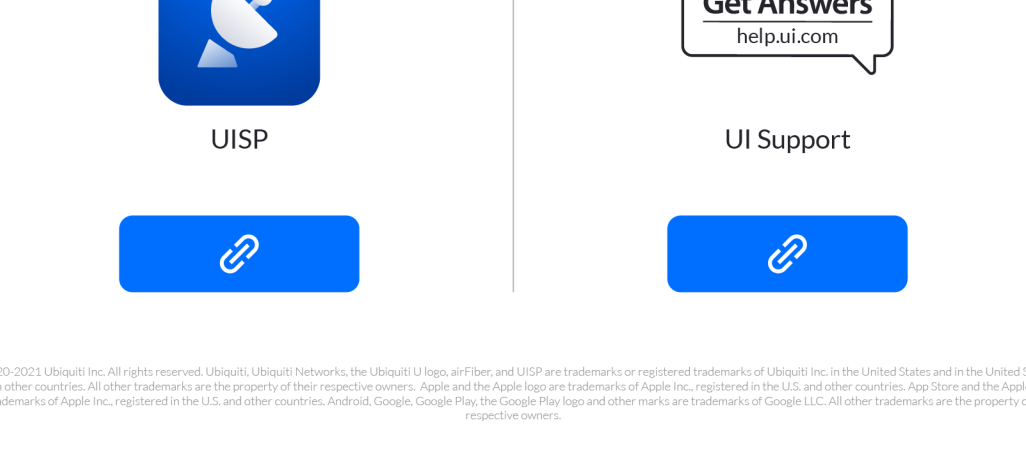 Get Answers
help.ui.com
UISP
UI Support
20-2021 Ubiquiti Inc. All rights reserved. Ubiquiti, Ubiquiti Networks, the Ubiquiti U logo, airFiber, and UISP are trademarks or registered trademarks of Ubiquiti Inc. in the United States and in the United S
other countries. All other trademarks are the property of their respective owners. Apple and the Apple logo are trademarks of Apple Inc., registered in the U.S. and other countries. App Store and the Apple
demarks of Apple Inc., registered in the U.S. and other countries. Android, Google, Google Play, the Google Play logo and other marks are trademarks of Google LLC. All other trademarks are the property o
respective owners.